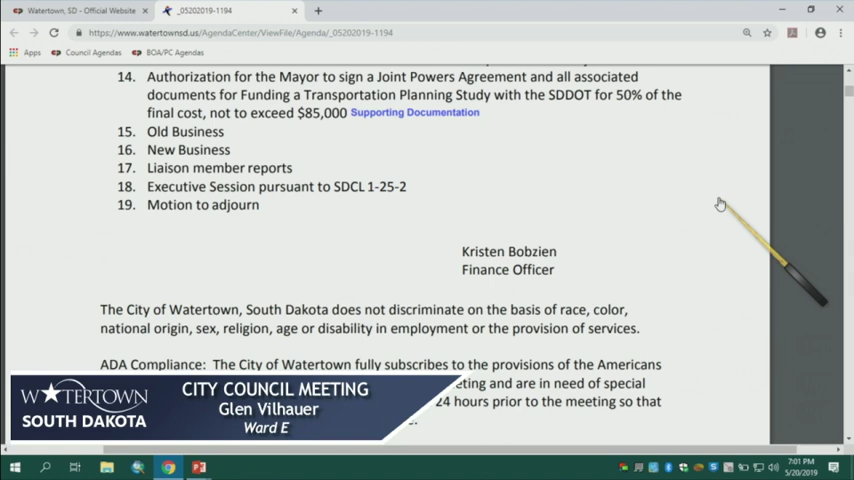 Watertown, SD - Official Website
_05202019-1194
https://www.watertownsd.us/AgendaCenter/ViewFile/Agenda/_05202019-1194
Apps
Council Agendas
BOA/PC Agendas
14. Authorization for the Mayor to sign a Joint Powers Agreement and all associated
documents for Funding a Transportation Planning Study with the SDDOT for 50% of the
final cost, not to exceed $85,000 Supporting Documentation
15. Old Business
16. New Business
17. Liaison member reports
18. Executive Session pursuant to SDCL 1-25-2
19. Motion to adjourn
Kristen Bobzien
Finance Officer
The City of Watertown, South Dakota does not discriminate on the basis of race, color,
national origin, sex, religion, age or disability in employment or the provision of services.
ADA Compliance: The City of Watertown fully subscribes to the provisions of the Americans
eting and are in need of special
24 hours prior to the meeting so that
WATERTOWN
SOUTH DAKOTA
CITY COUNCIL MEETING
Glen Vilhauer
Ward E
7:01 PM
5/20/2019